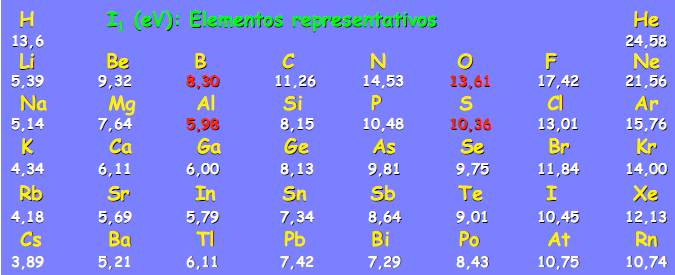 H I₁ (eV): Elementos representativos He
13,6 24,58
Li Be B C N O F Ne
5,39 9,32 8,30 11,26 14,53 13,61 17,42 21,56
Na Mg Al Si P S Cl Ar
5,14 7,64 5,98 8,15 10,48 10,36 13,01 15,76
K Ca Ga Ge As Se Br Kr
4,34 6,11 6,00 8,13 9,81 9,75 11,84 14,00
Rb Sr In Sn Sb Te I Xe
4,18 5,69 5,79 7,34 8,64 9,01 10,45 12,13
Cs Ba Tl Pb Bi Po At Rn
3,89 5,21 6,11 7,42 7,29 8,43 10,75 10,74